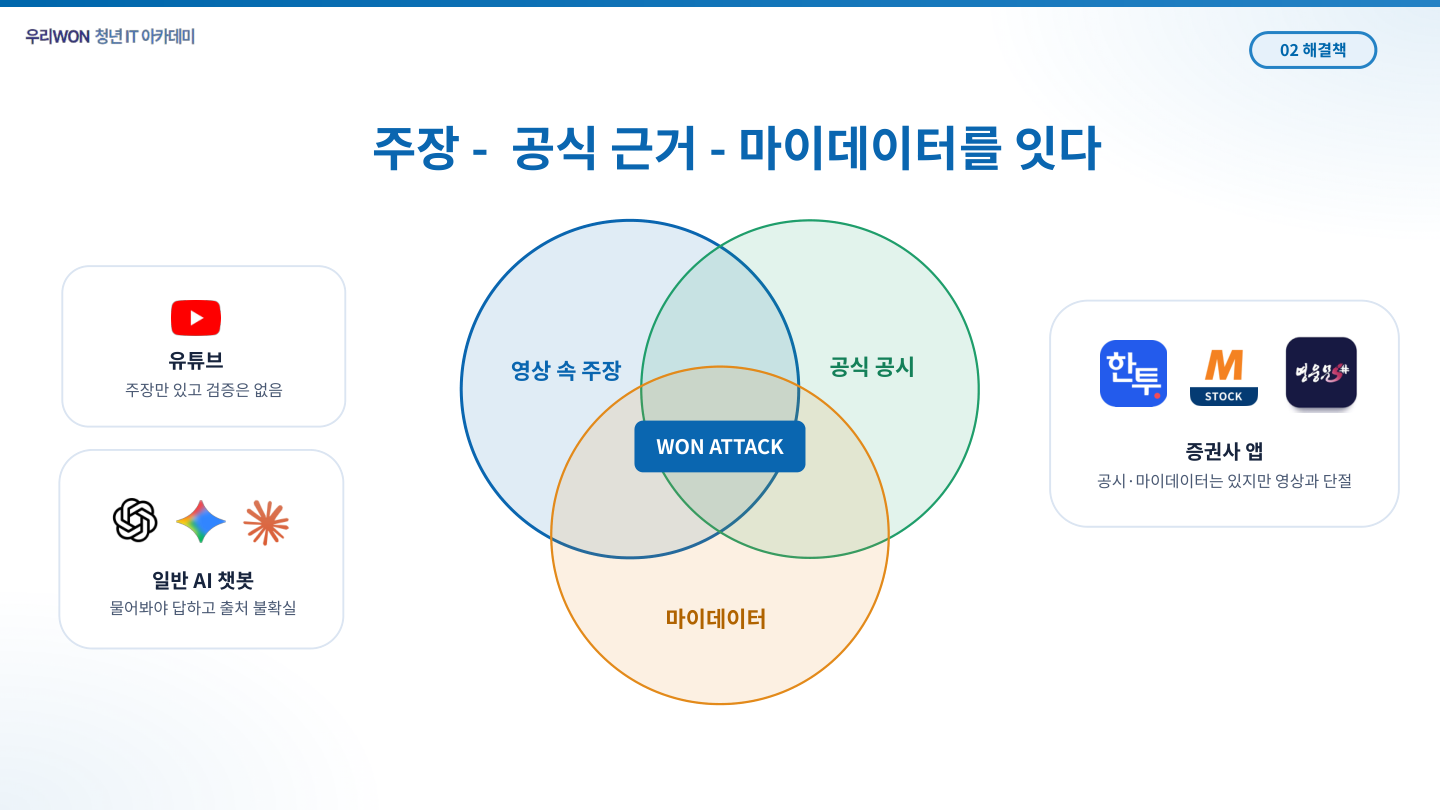 우리WON 청년 IT 아카데미
02 해결책
주장 - 공식 근거 - 마이데이터를 잇다
유튜브
주장만 있고 검증은 없음
일반 AI 챗봇
물어봐야 답하고 출처 불확실
영상 속 주장
공식 공시
WON ATTACK
마이데이터
한투
M
STOCK
영웅문S#
증권사 앱
공시·마이데이터는 있지만 영상과 단절